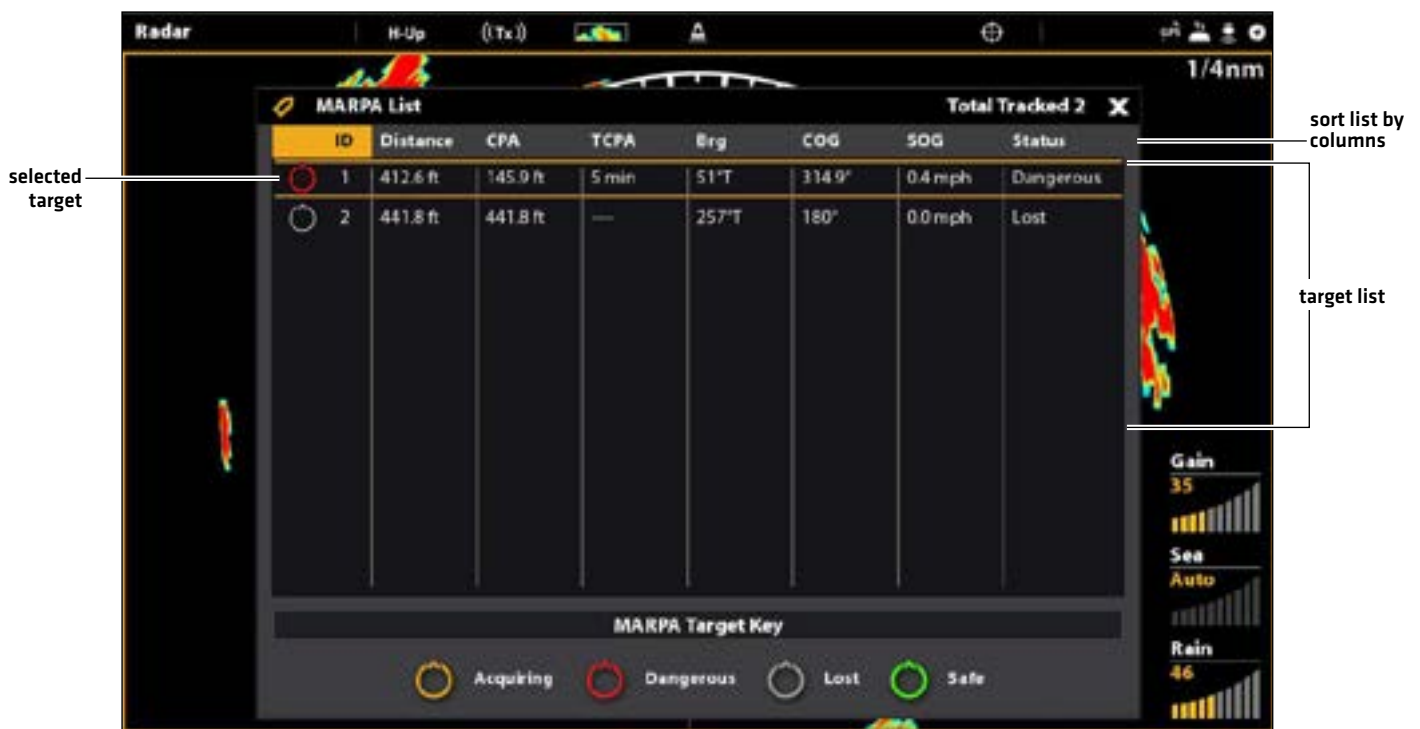 Radar H-Up ((Tx))
1/4nm
MARPA List Total Tracked 2 X
ID Distance CPA TCPA Brg COG SOG Status
1 412.6 ft 145.9 ft 5 min 51°T 314.9° 0.4 mph Dangerous
2 441.8 ft 441.8 ft --- 257°T 180° 0.0 mph Lost
sort list by
columns
selected
target
target list
Gain
35
Sea
Auto
Rain
46
MARPA Target Key
Acquiring Dangerous Lost Safe